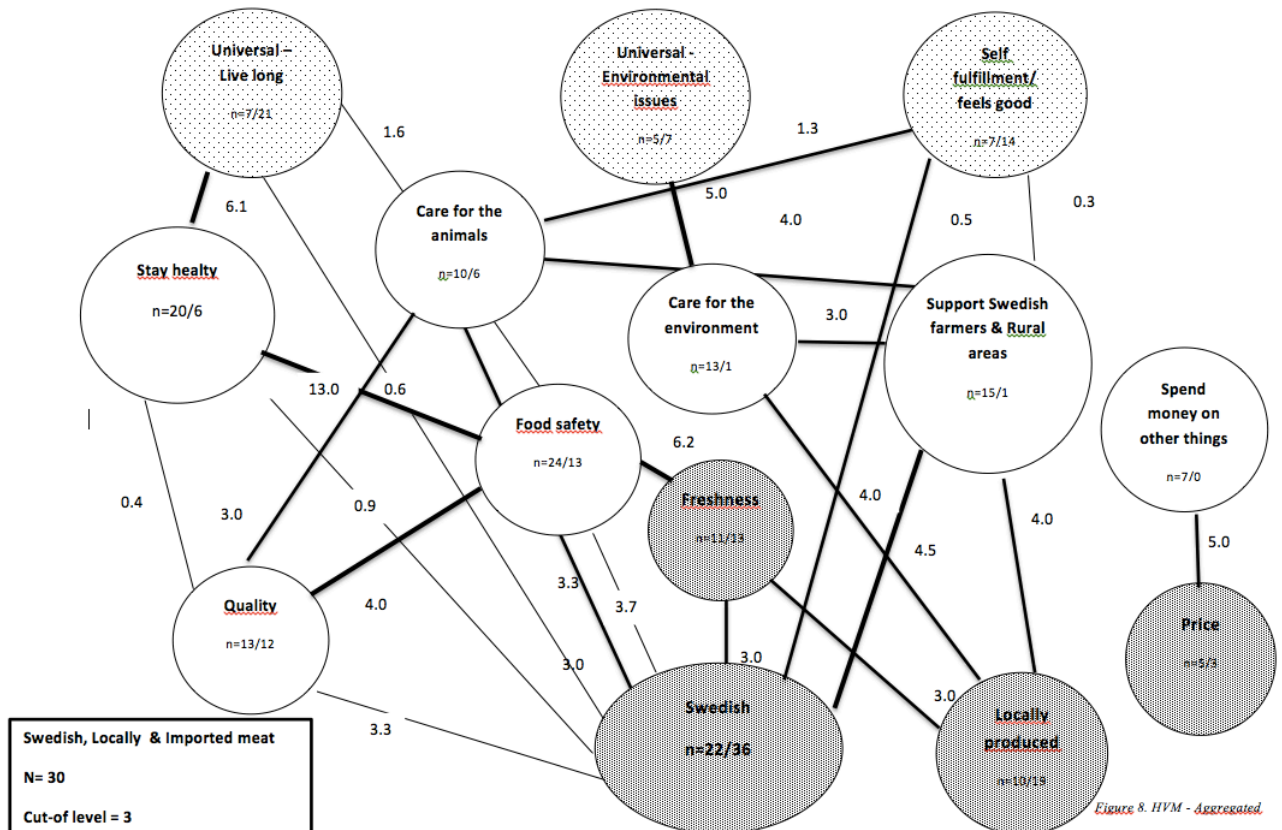 Universal –
Live long
n=7/21
Universal -
Environmental
issues
n=5/7
Self
fulfillment/
feels good
n=7/14
1.6
1.3
6.1
Care for the
animals
n=10/6
5.0
4.0
0.5
0.3
Stay healty
n=20/6
Care for the
environment
n=13/1
3.0
Support Swedish
farmers & Rural
areas
n=15/1
13.0
0.6
Spend
money on
other things
n=7/0
Food safety
n=24/13
6.2
Freshness
n=11/13
0.4
3.0
0.9
4.0
4.0
4.5
5.0
Quality
n=13/12
4.0
3.3
3.7
Price
n=5/3
3.0
3.0
3.0
3.3
Swedish
n=22/36
Locally
produced
n=10/19
Swedish, Locally & Imported meat
N= 30
Cut-of level = 3
Figure 8. HVM - Aggregated